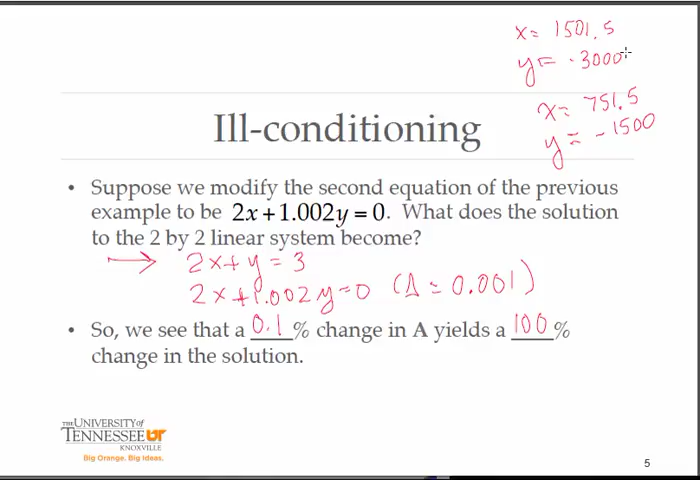 x = 1501.5
y = -3000
x = 751.5
y = -1500
Ill-conditioning
• Suppose we modify the second equation of the previous
example to be 2x+1.002y=0. What does the solution
to the 2 by 2 linear system become?
→ 2x+y=3
2x+1.002y=0 (Δ=0.001)
• So, we see that a 0.1% change in A yields a 100%
change in the solution.
THE UNIVERSITY of
TENNESSEE UT
KNOXVILLE
Big Orange. Big Ideas.
5